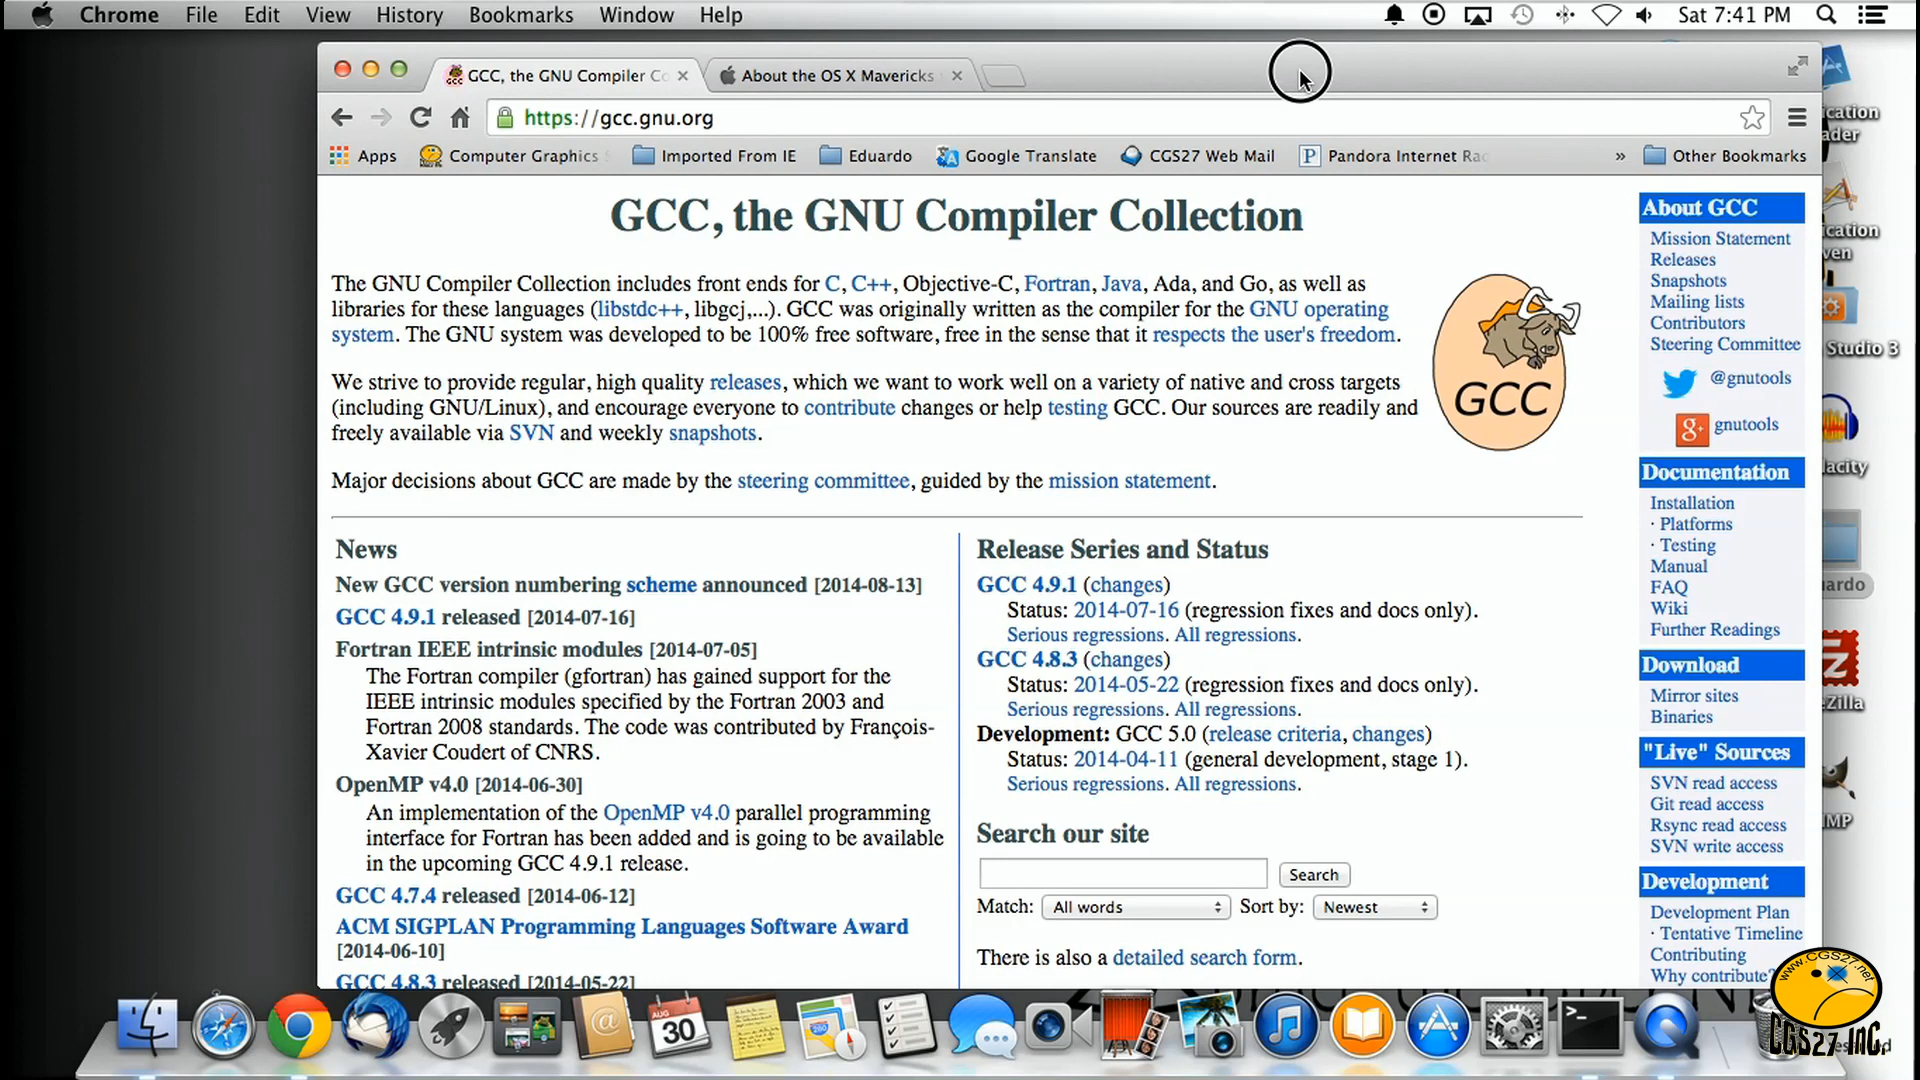 Chrome File Edit View History Bookmarks Window Help Sat 7:41 PM
GCC, the GNU Compiler Co
About the OS X Mavericks
https://gcc.gnu.org
Apps Computer Graphics Imported From IE Eduardo Google Translate CGS27 Web Mail P Pandora Internet Ra » Other Bookmarks
GCC, the GNU Compiler Collection
The GNU Compiler Collection includes front ends for C, C++, Objective-C, Fortran, Java, Ada, and Go, as well as
libraries for these languages (libstdc++, libgcj,...). GCC was originally written as the compiler for the GNU operating
system. The GNU system was developed to be 100% free software, free in the sense that it respects the user's freedom.
We strive to provide regular, high quality releases, which we want to work well on a variety of native and cross targets
(including GNU/Linux), and encourage everyone to contribute changes or help testing GCC. Our sources are readily and
freely available via SVN and weekly snapshots.
Major decisions about GCC are made by the steering committee, guided by the mission statement.
GCC
News
New GCC version numbering scheme announced [2014-08-13]
GCC 4.9.1 released [2014-07-16]
Fortran IEEE intrinsic modules [2014-07-05]
The Fortran compiler (gfortran) has gained support for the
IEEE intrinsic modules specified by the Fortran 2003 and
Fortran 2008 standards. The code was contributed by François-
Xavier Coudert of CNRS.
OpenMP v4.0 [2014-06-30]
An implementation of the OpenMP v4.0 parallel programming
interface for Fortran has been added and is going to be available
in the upcoming GCC 4.9.1 release.
GCC 4.7.4 released [2014-06-12]
ACM SIGPLAN Programming Languages Software Award
[2014-06-10]
GCC 4.8.3 released [2014-05-22]
Release Series and Status
GCC 4.9.1 (changes)
Status: 2014-07-16 (regression fixes and docs only).
Serious regressions. All regressions.
GCC 4.8.3 (changes)
Status: 2014-05-22 (regression fixes and docs only).
Serious regressions. All regressions.
Development: GCC 5.0 (release criteria, changes)
Status: 2014-04-11 (general development, stage 1).
Serious regressions. All regressions.
Search our site
Search
Match: All words Sort by: Newest
There is also a detailed search form.
About GCC
Mission Statement
Releases
Snapshots
Mailing lists
Contributors
Steering Committee
@gnutools
g+ gnutools
Documentation
Installation
· Platforms
· Testing
Manual
FAQ
Wiki
Further Readings
Download
Mirror sites
Binaries
"Live" Sources
SVN read access
Git read access
Rsync read access
SVN write access
Development
Development Plan
· Tentative Timeline
Contributing
Why contribute?
Studio 3
AUG
30
www.CGS27.net
CGS27 INC.